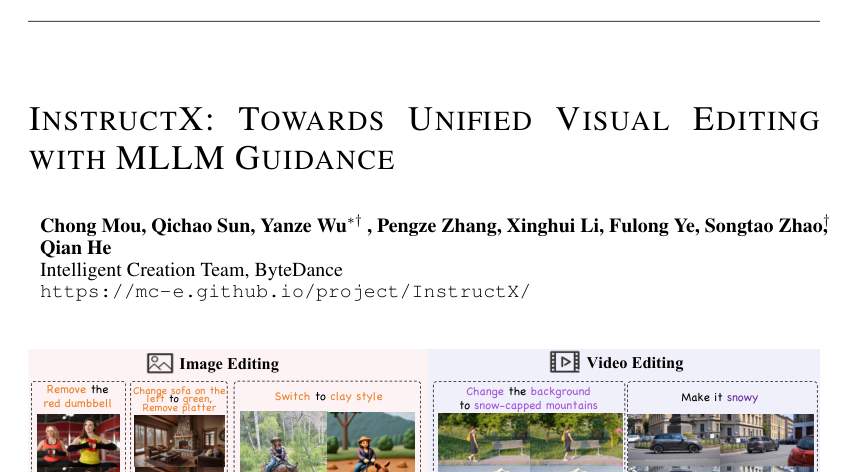 INSTRUCTX: TOWARDS UNIFIED VISUAL EDITING
WITH MLLM GUIDANCE
Chong Mou, Qichao Sun, Yanze Wu*†, Pengze Zhang, Xinghui Li, Fulong Ye, Songtao Zhao,†
Qian He
Intelligent Creation Team, ByteDance
https://mc-e.github.io/project/InstructX/
Image Editing
Video Editing
Remove the
red dumbbell
Change sofa on the
left to green,
Remove platter
Switch to clay style
Change the background
to snow-capped mountains
Make it snowy